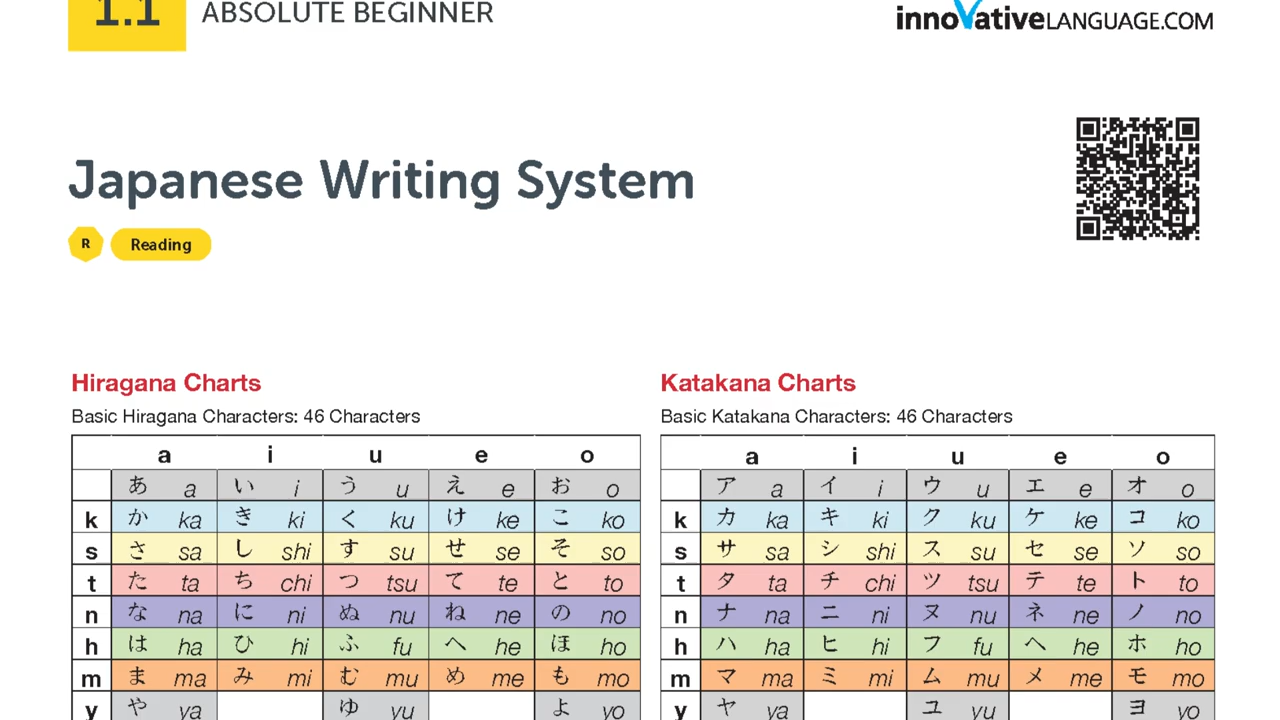 1.1 ABSOLUTE BEGINNER
innoVativeLANGUAGE.COM
Japanese Writing System
R Reading
Hiragana Charts
Basic Hiragana Characters: 46 Characters
a i u e o
あ a い i う u え e お o
k か ka き ki く ku け ke こ ko
s さ sa し shi す su せ se そ so
t た ta ち chi つ tsu て te と to
n な na に ni ぬ nu ね ne の no
h は ha ひ hi ふ fu へ he ほ ho
m ま ma み mi む mu め me も mo
y や ya ゆ yu よ yo
Katakana Charts
Basic Katakana Characters: 46 Characters
a i u e o
ア a イ i ウ u エ e オ o
k カ ka キ ki ク ku ケ ke コ ko
s サ sa シ shi ス su セ se ソ so
t タ ta チ chi ツ tsu テ te ト to
n ナ na ニ ni ヌ nu ネ ne ノ no
h ハ ha ヒ hi フ fu ヘ he ホ ho
m マ ma ミ mi ム mu メ me モ mo
y ヤ ya ユ yu ヨ yo